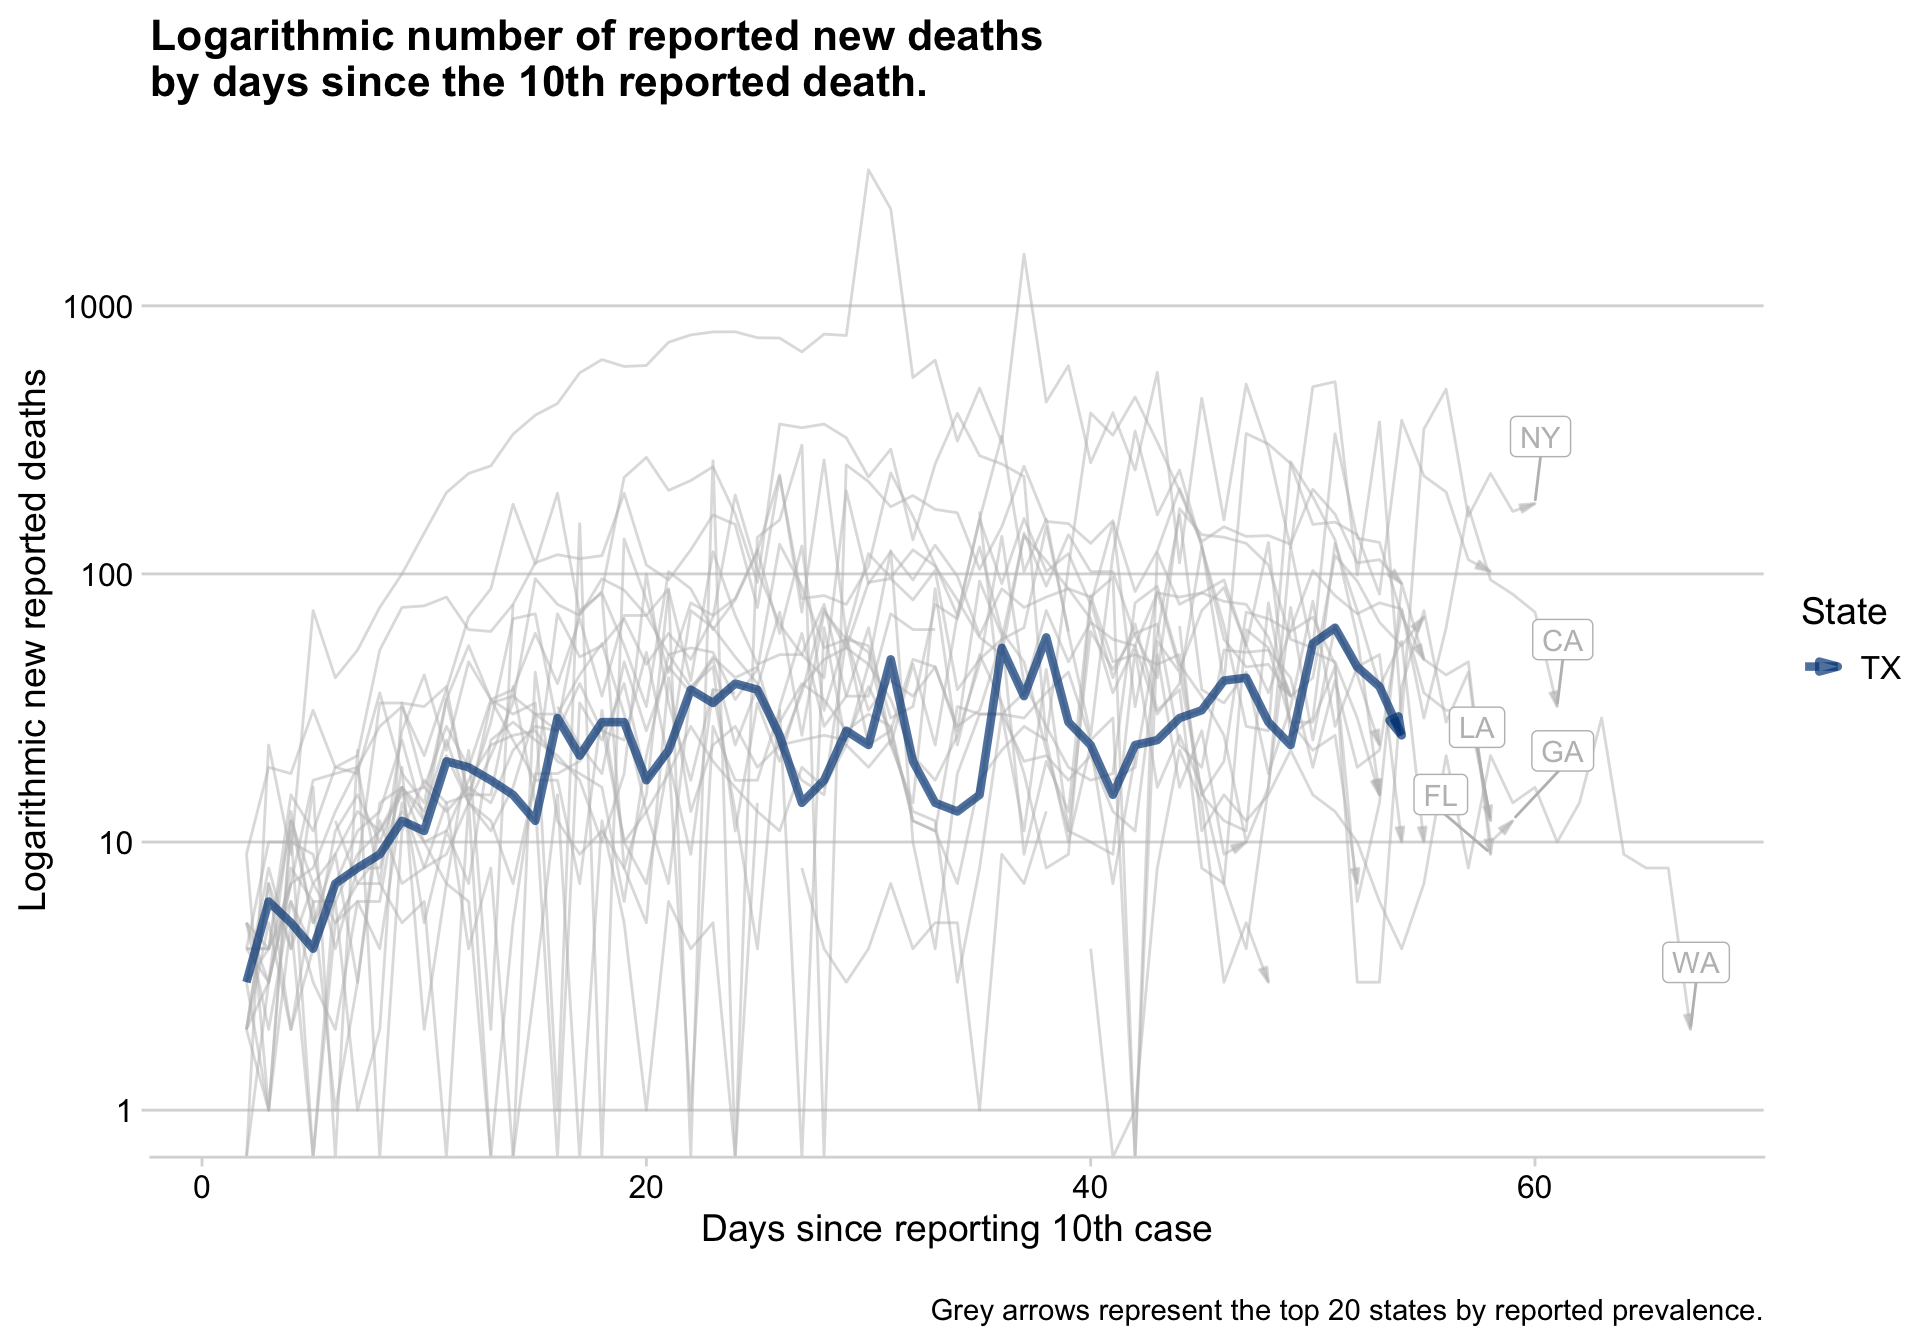 Logarithmic number of reported new deaths
by days since the 10th reported death.
Logarithmic new reported deaths
1000
100
10
1
0
20
40
60
Days since reporting 10th case
NY
CA
LA
GA
FL
WA
State
TX
Grey arrows represent the top 20 states by reported prevalence.